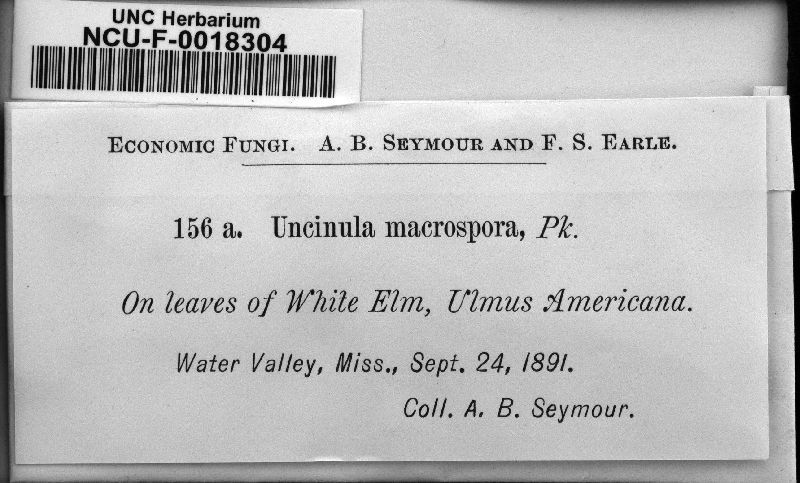 UNC Herbarium
NCU-F-0018304
Economic Fungi. A. B. Seymour and F. S. Earle.
156 a. Uncinula macrospora, Pk.
On leaves of White Elm, Ulmus Americana.
Water Valley, Miss., Sept. 24, 1891.
Coll. A. B. Seymour.